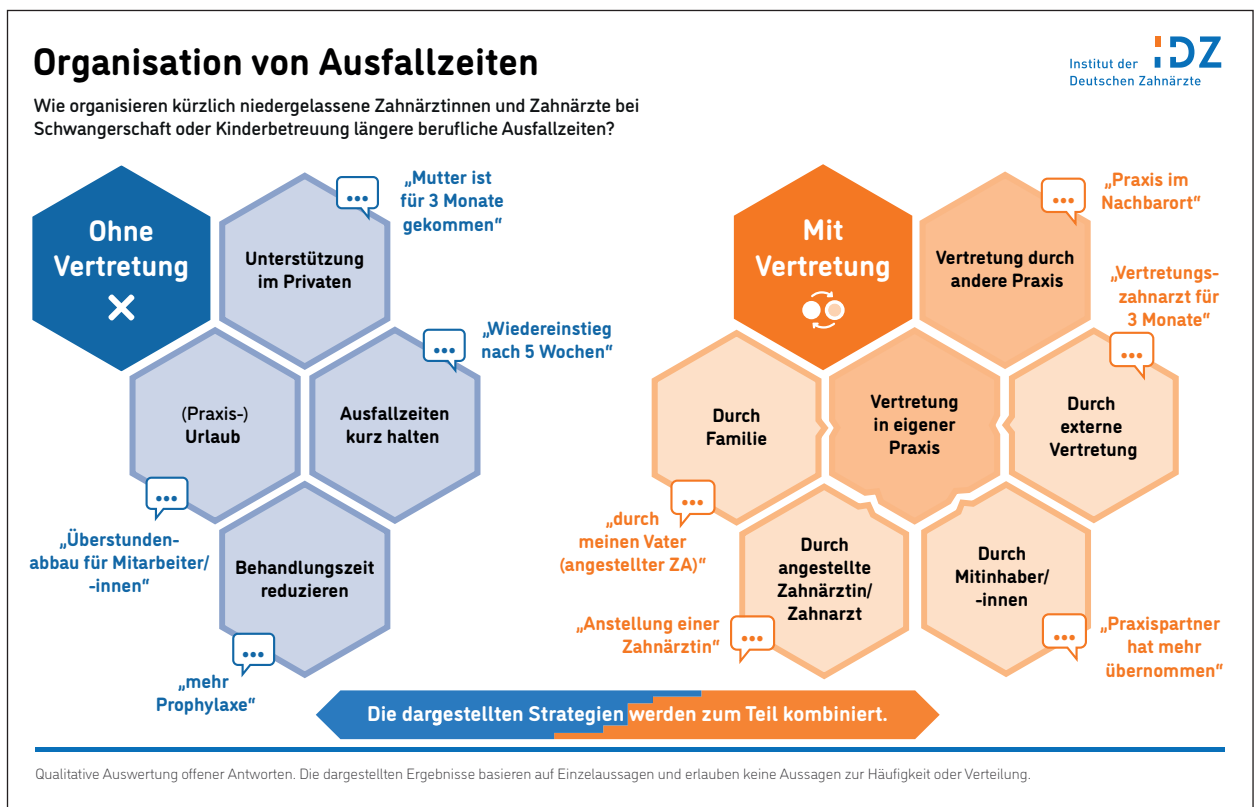 Organisation von Ausfallzeiten
Institut der
Deutschen Zahnärzte
IDZ
Wie organisieren kürzlich niedergelassene Zahnärztinnen und Zahnärzte bei
Schwangerschaft oder Kinderbetreuung längere berufliche Ausfallzeiten?
Ohne
Vertretung
Unterstützung
im Privaten
„Mutter ist
für 3 Monate
gekommen“
(Praxis-)
Urlaub
„Überstunden-
abbau für Mitarbeiter/
-innen“
Ausfallzeiten
kurz halten
„Wiedereinstieg
nach 5 Wochen“
Behandlungszeit
reduzieren
„mehr
Prophylaxe“
Mit
Vertretung
Vertretung durch
andere Praxis
„Praxis im
Nachbarort“
Durch
Familie
„durch
meinen Vater
(angestellter ZA)“
Vertretung
in eigener
Praxis
Durch
externe
Vertretung
„Vertretungs-
zahnarzt für
3 Monate“
Durch
angestellte
Zahnärztin/
Zahnarzt
„Anstellung einer
Zahnärztin“
Durch
Mitinhaber/
-innen
„Praxispartner
hat mehr
übernommen“
Die dargestellten Strategien werden zum Teil kombiniert.
Qualitative Auswertung offener Antworten. Die dargestellten Ergebnisse basieren auf Einzelaussagen und erlauben keine Aussagen zur Häufigkeit oder Verteilung.